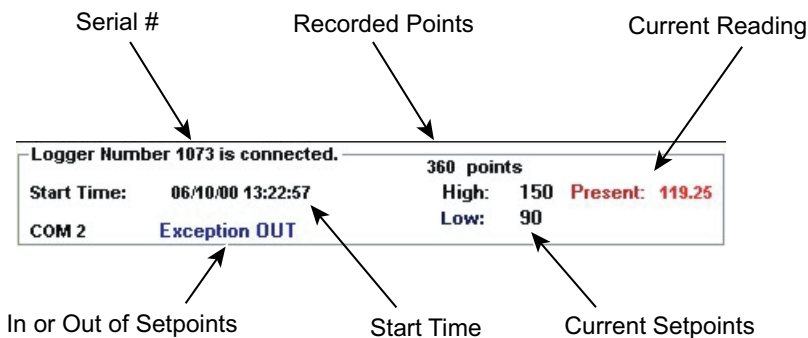 Serial #
Recorded Points
Current Reading
Logger Number 1073 is connected.
360 points
Start Time: 06/10/00 13:22:57 High: 150 Present: 119.25
Low: 90
COM 2 Exception OUT
In or Out of Setpoints
Start Time
Current Setpoints